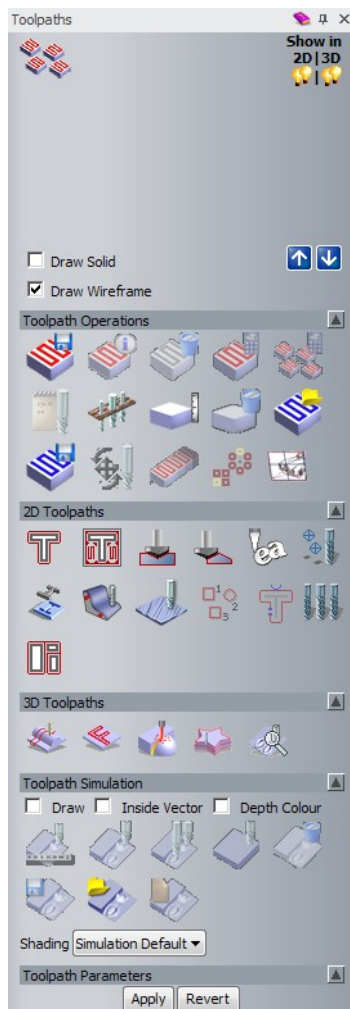 Toolpaths
Show in
2D|3D
Draw Solid
Draw Wireframe
Toolpath Operations
2D Toolpaths
3D Toolpaths
Toolpath Simulation
Draw Inside Vector Depth Colour
Shading Simulation Default
Toolpath Parameters
Apply Revert